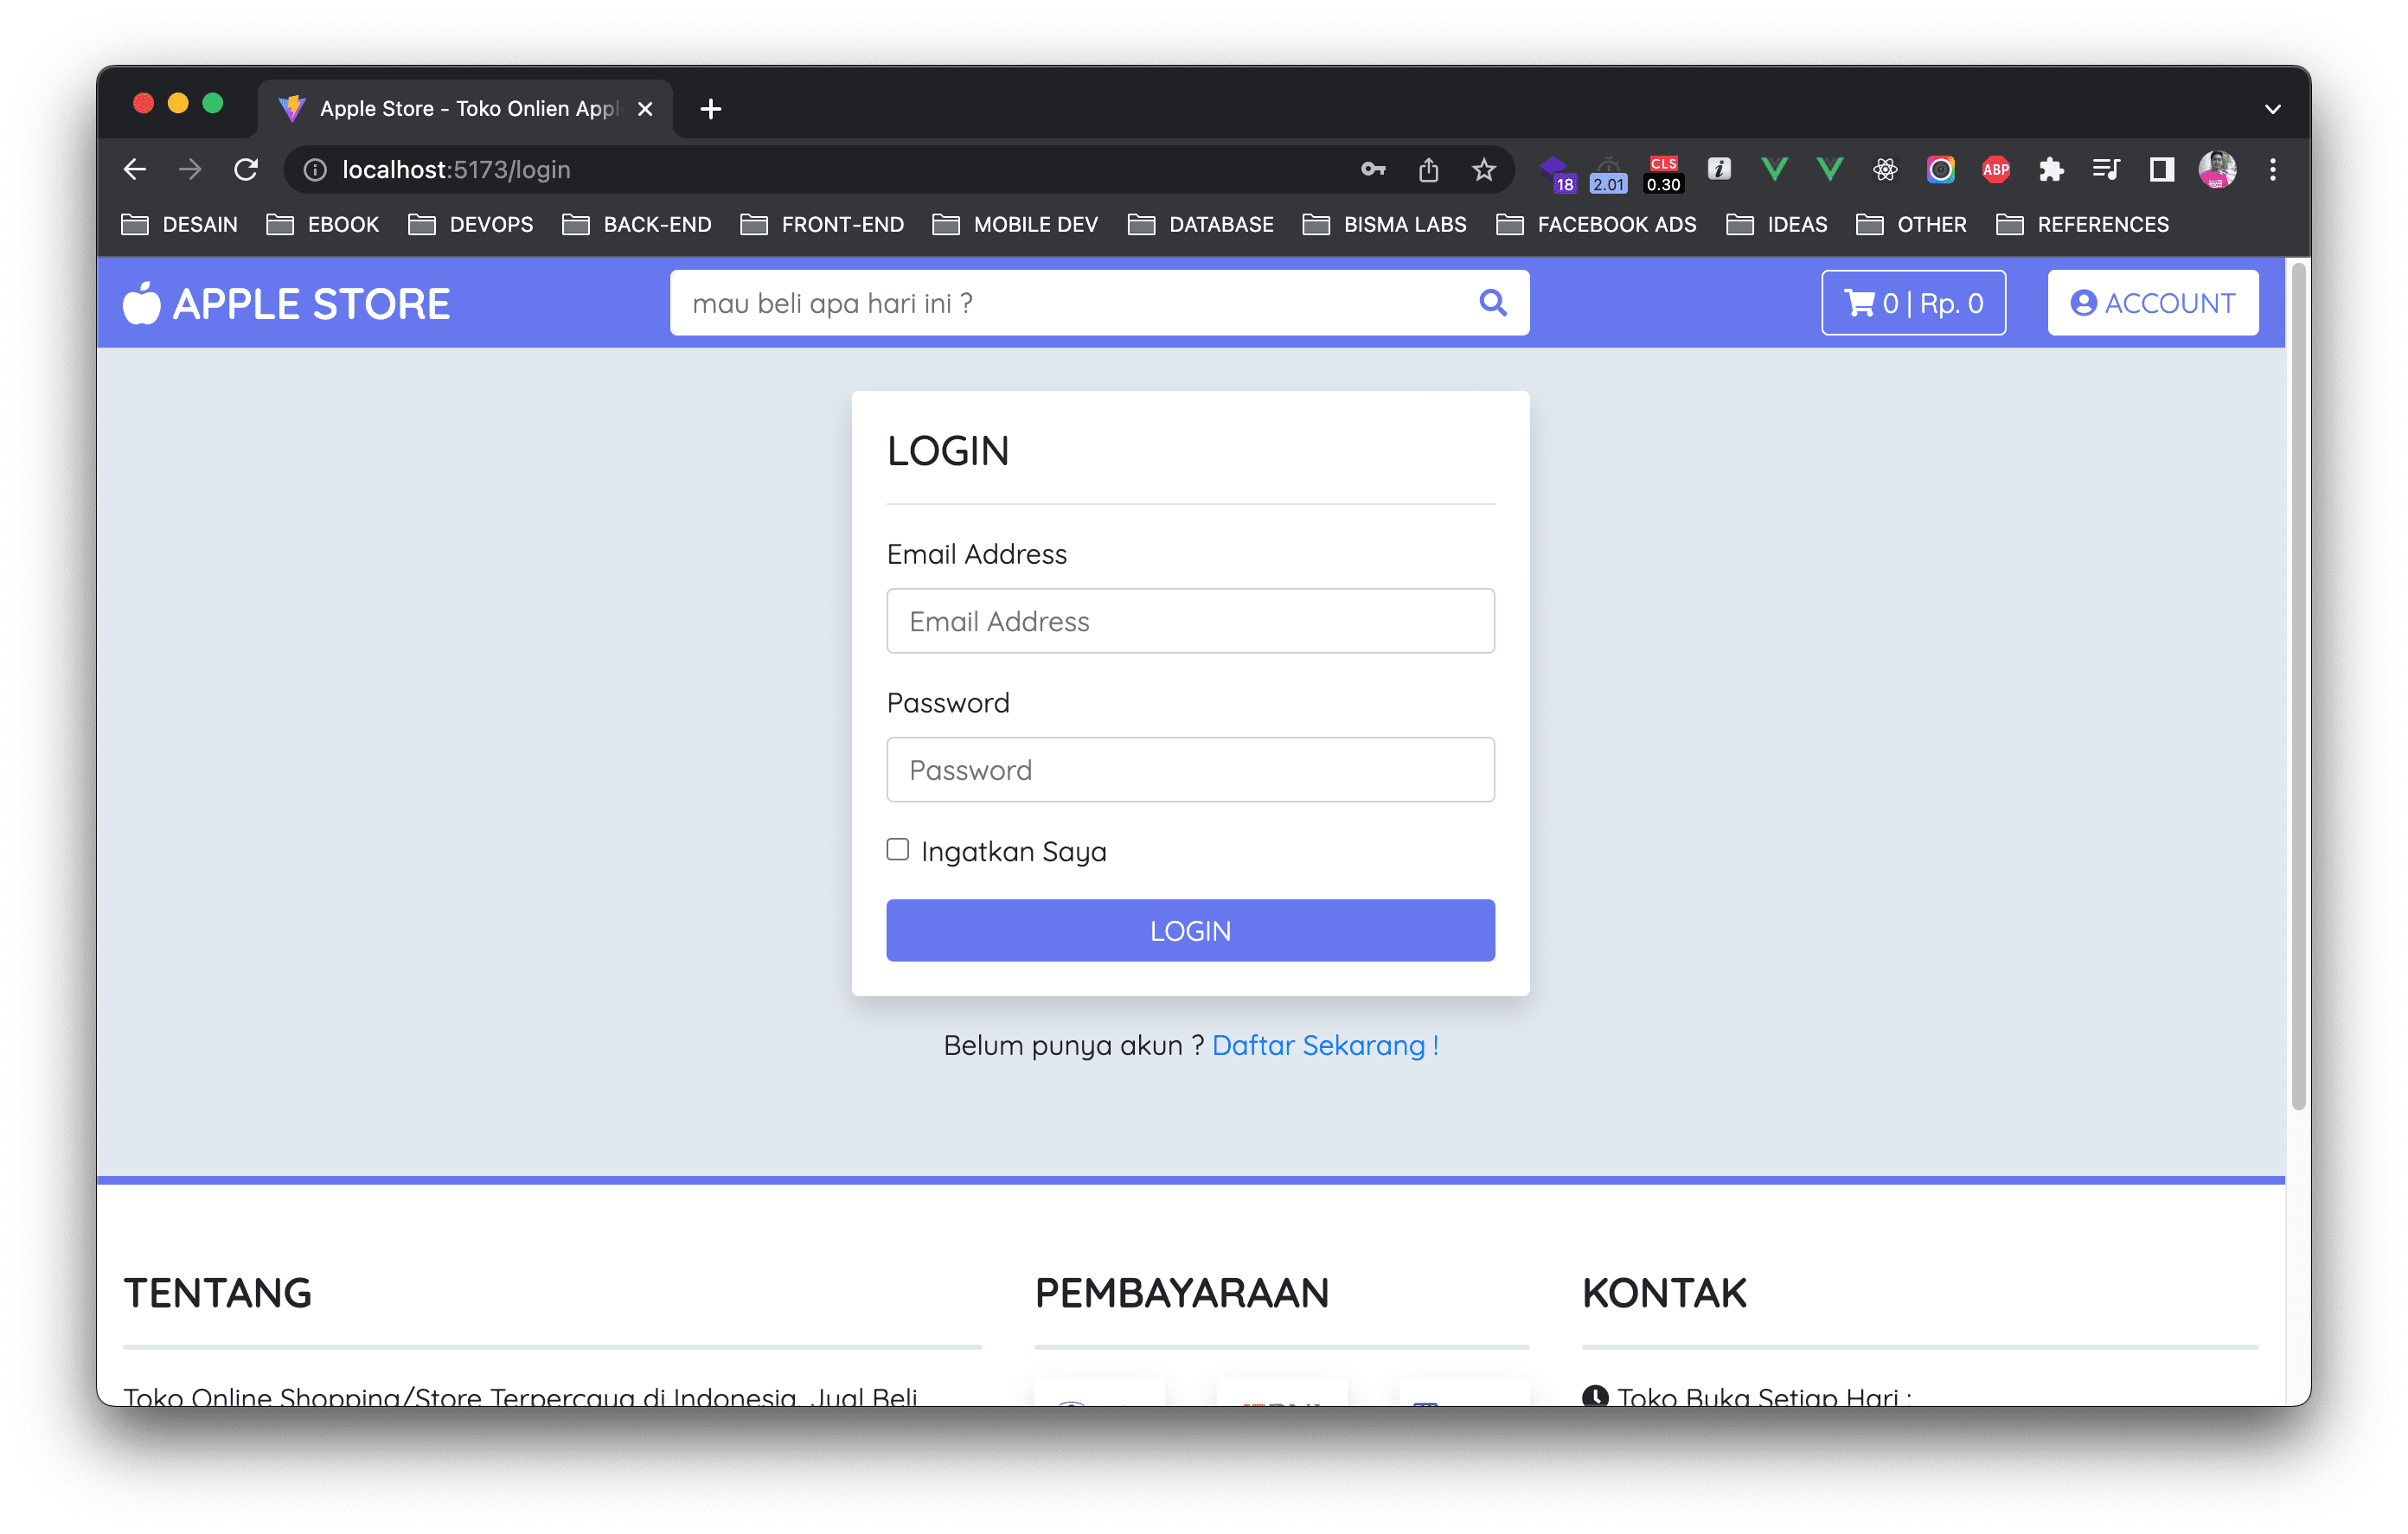 Apple Store - Toko Onlien Appl
localhost:5173/login
18
2.01
CLS
0.30
ABP
DESAIN EBOOK DEVOPS BACK-END FRONT-END MOBILE DEV DATABASE BISMA LABS FACEBOOK ADS IDEAS OTHER REFERENCES
APPLE STORE
mau beli apa hari ini ?
0 | Rp. 0
ACCOUNT
LOGIN
Email Address
Email Address
Password
Password
Ingatkan Saya
LOGIN
Belum punya akun ? Daftar Sekarang !
TENTANG
PEMBAYARAAN
KONTAK
Toko Online Shopping/Store Terpercaya di Indonesia. Jual Beli
Toko Buka Setiap Hari :